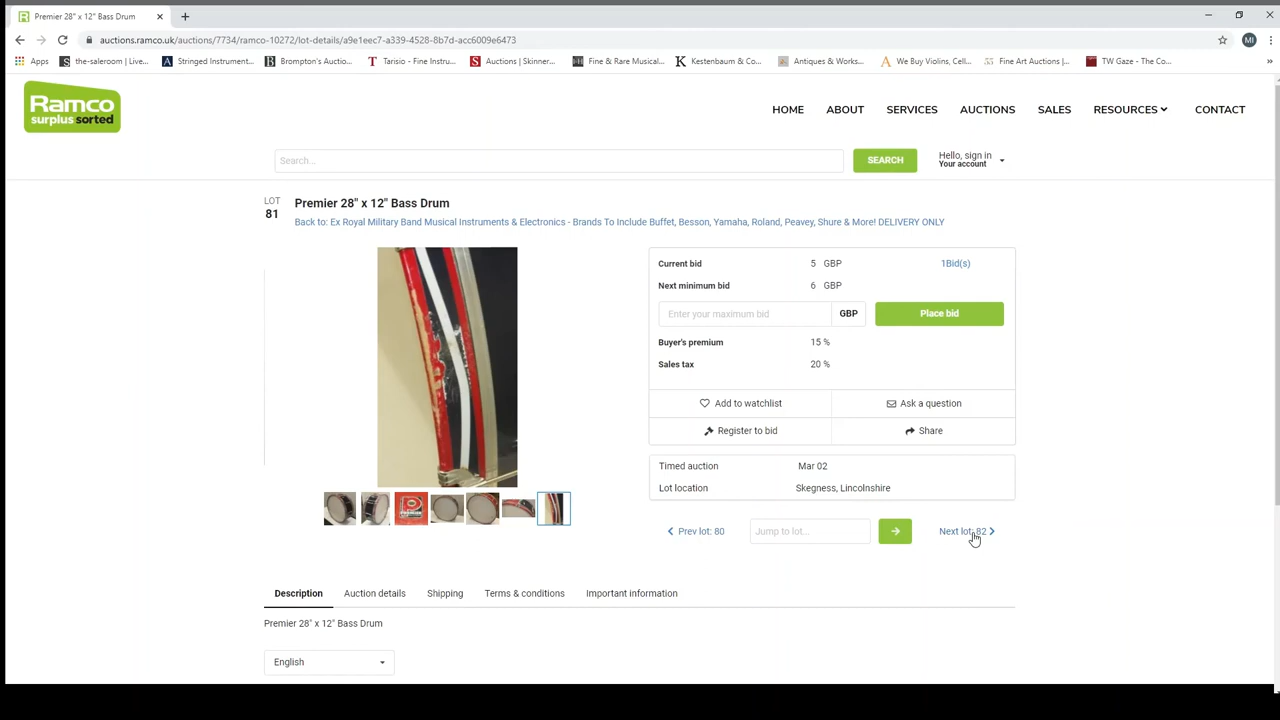 Premier 28" x 12" Bass Drum
auctions.ramco.uk/auctions/7734/ramco-10272/lot-details/a9e1eec7-a339-4528-8b7d-acc6009e6473
MI
Apps
the-saleroom | Live...
Stringed Instrument...
Brompton's Auctio...
Tarisio - Fine Instru...
Auctions | Skinner...
Fine & Rare Musical...
Kestenbaum & Co...
Antiques & Works...
We Buy Violins, Cell...
Fine Art Auctions |...
TW Gaze - The Co...
Ramco
surplus sorted
HOME
ABOUT
SERVICES
AUCTIONS
SALES
RESOURCES
CONTACT
Search...
SEARCH
Hello, sign in
Your account
LOT
81
Premier 28" x 12" Bass Drum
Back to: Ex Royal Military Band Musical Instruments & Electronics - Brands To Include Buffet, Besson, Yamaha, Roland, Peavey, Shure & More! DELIVERY ONLY
Current bid 5 GBP 1Bid(s)
Next minimum bid 6 GBP
Enter your maximum bid GBP Place bid
Buyer's premium 15 %
Sales tax 20 %
Add to watchlist
Ask a question
Register to bid
Share
Timed auction Mar 02
Lot location Skegness, Lincolnshire
Prev lot: 80
Jump to lot...
Next lot: 82
Description
Auction details
Shipping
Terms & conditions
Important information
Premier 28" x 12" Bass Drum
English